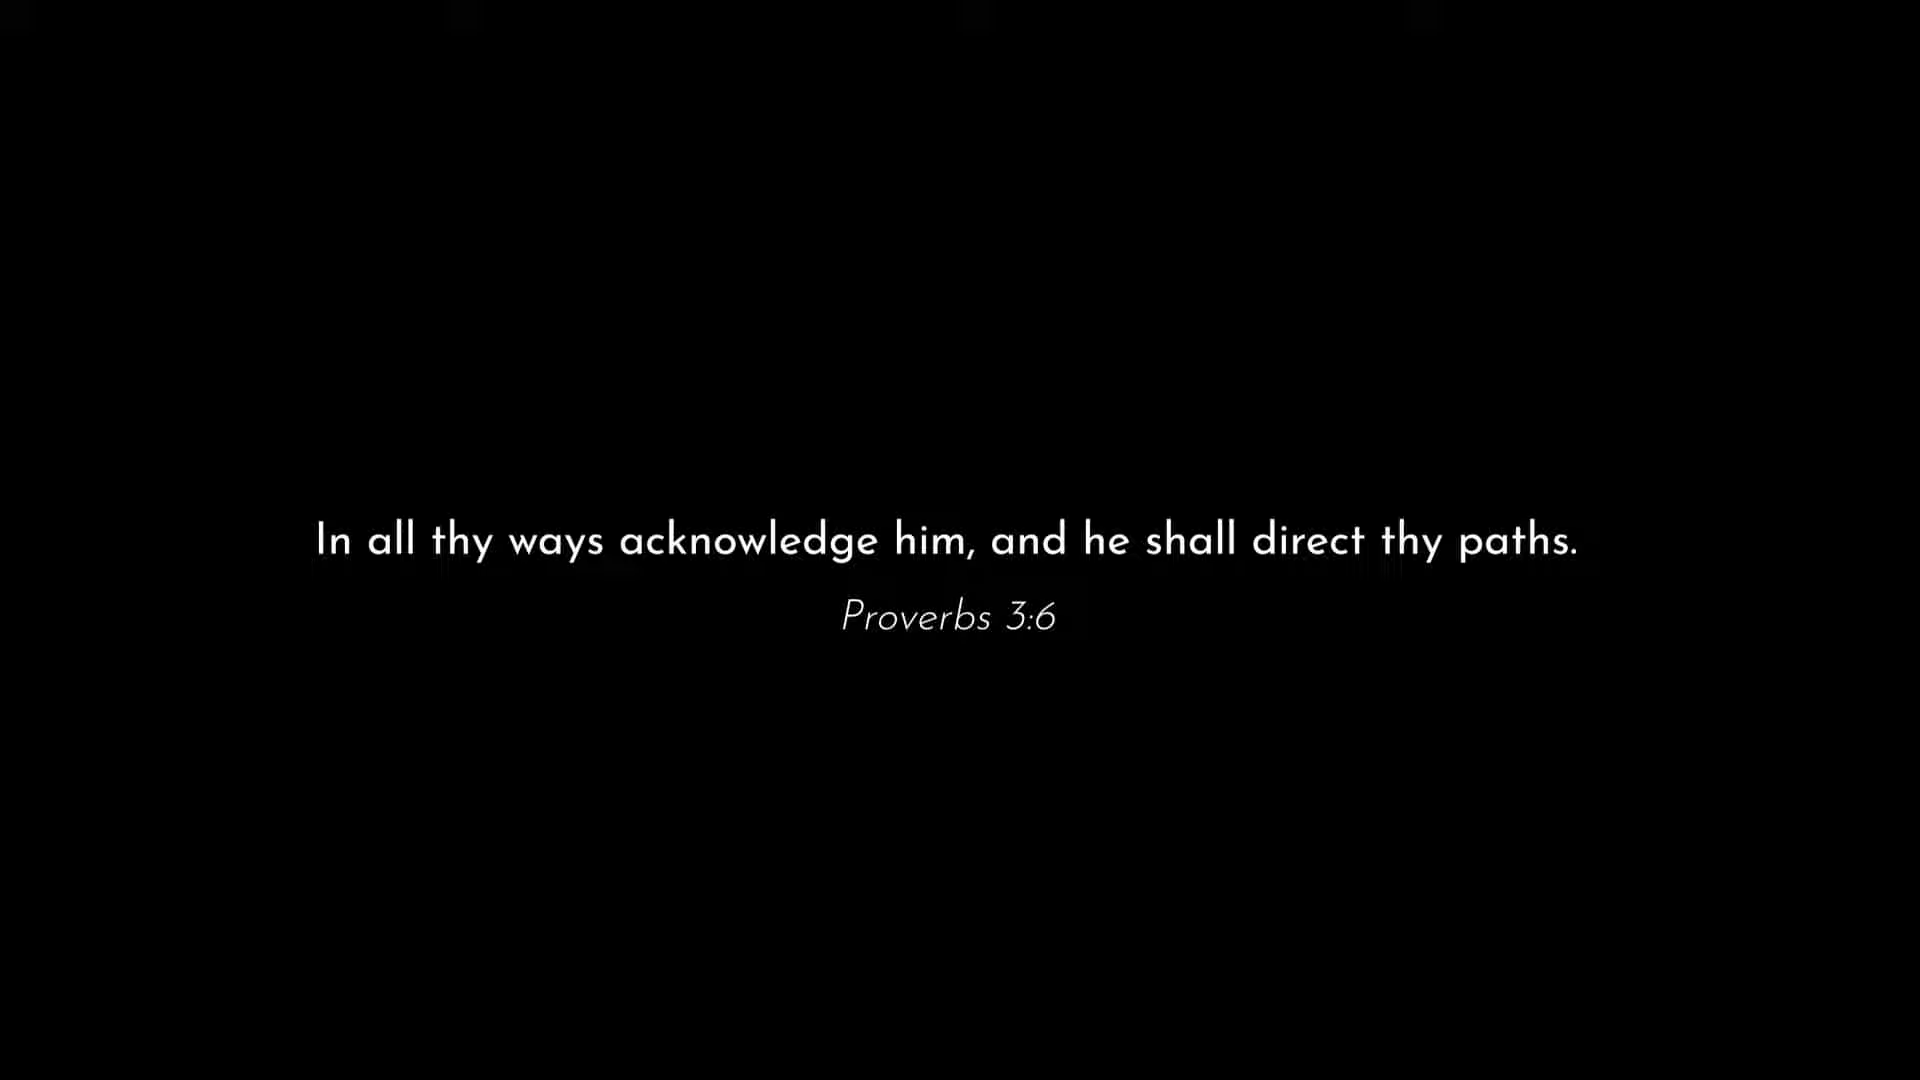 In all thy ways acknowledge him, and he shall direct thy paths.
Proverbs 3:6